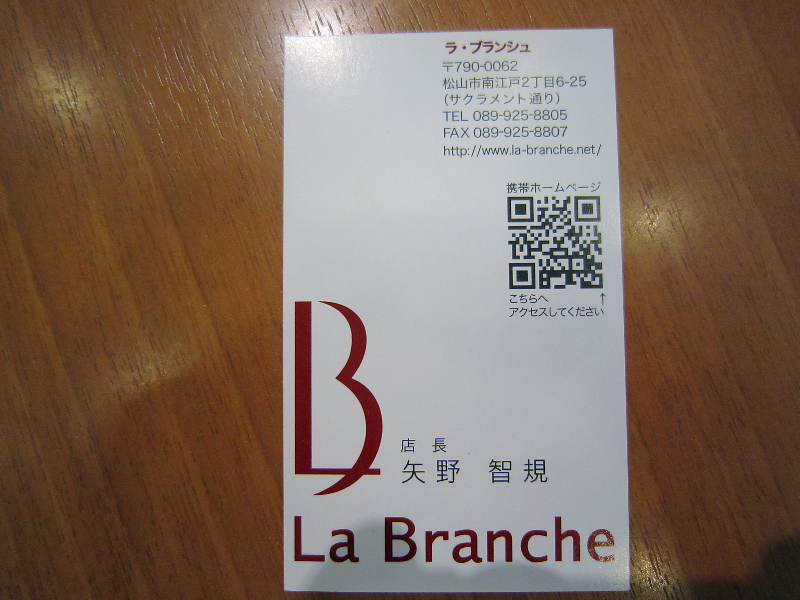 ラ・ブランシュ
〒790-0062
松山市南江戸2丁目6-25
(サクラメント通り)
TEL 089-925-8805
FAX 089-925-8807
http://www.la-branche.net/
携帯ホームページ
こちらへ ↑
アクセスしてください
店 長
矢野 智規
La Branche